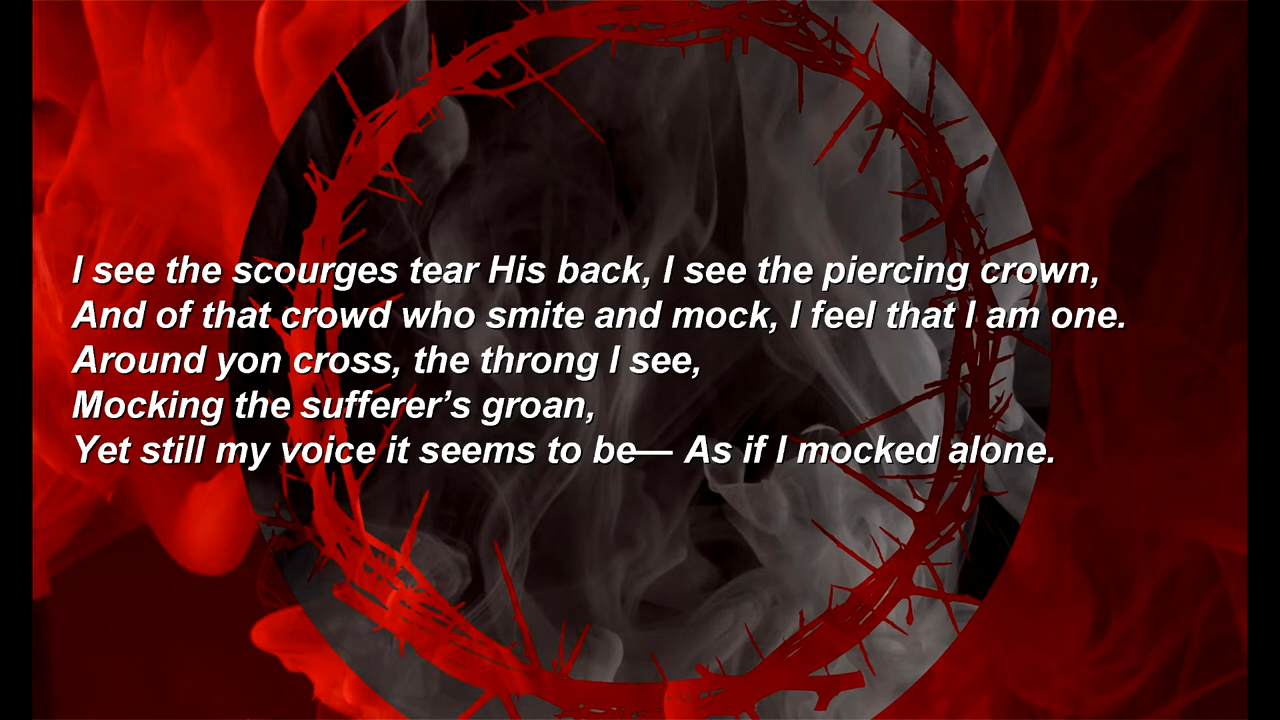 I see the scourges tear His back, I see the piercing crown,
And of that crowd who smite and mock, I feel that I am one.
Around yon cross, the throng I see,
Mocking the sufferer’s groan,
Yet still my voice it seems to be— As if I mocked alone.